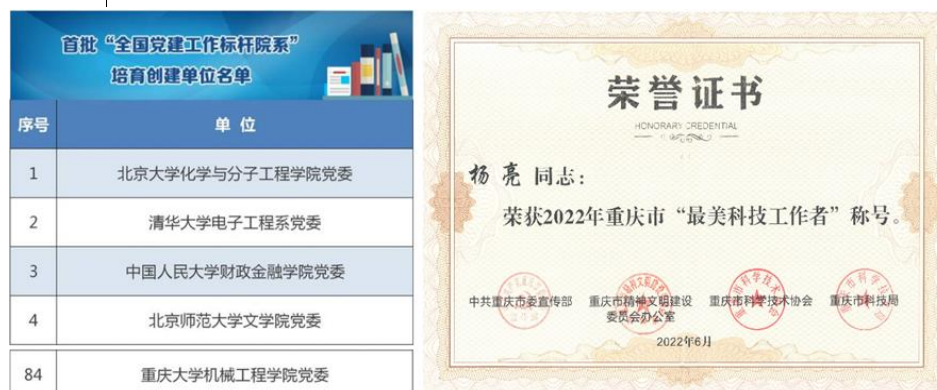 首批“全国党建工作标杆院系”
培育创建单位名单
序号 单 位
1 北京大学化学与分子工程学院党委
2 清华大学电子工程系党委
3 中国人民大学财政金融学院党委
4 北京师范大学文学院党委
84 重庆大学机械工程学院党委
荣誉证书
HONORARY CREDENTIAL
杨亮 同志：
荣获2022年重庆市“最美科技工作者”称号。
中共重庆市委宣传部 重庆市精神文明建设 重庆市科学技术协会 重庆市科技局
委员会办公室
2022年6月